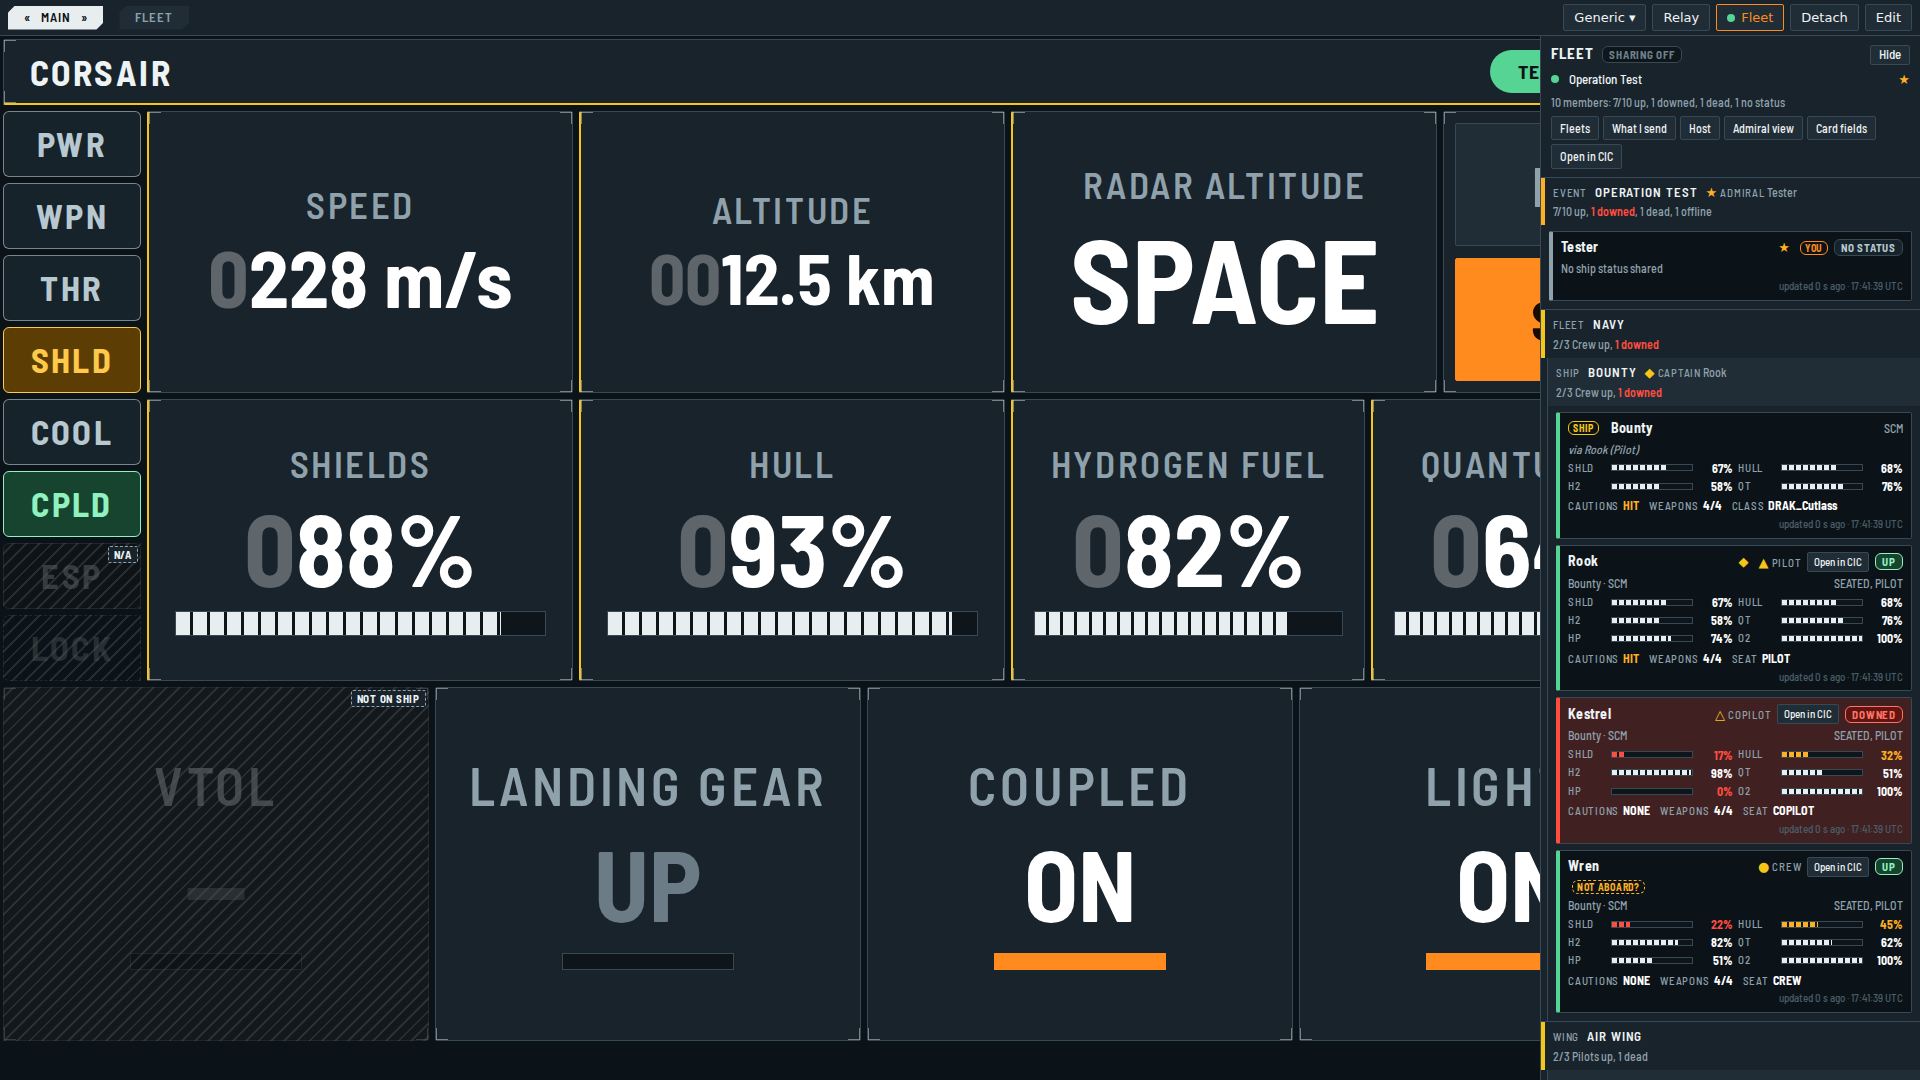 « MAIN » FLEET Generic ▾ Relay Fleet Detach Edit
CORSAIR
PWR
WPN
THR
SHLD
COOL
CPLD
N/A
ESP
LOCK
SPEED
0228 m/s
ALTITUDE
0012.5 km
RADAR ALTITUDE
SPACE
SHIELDS
088%
HULL
093%
HYDROGEN FUEL
082%
NOT ON SHIP
VTOL
LANDING GEAR
UP
COUPLED
ON
FLEET SHARING OFF Hide
Operation Test ★
10 members: 7/10 up, 1 downed, 1 dead, 1 no status
Fleets What I send Host Admiral view Card fields
Open in CIC
EVENT OPERATION TEST ★ ADMIRAL Tester
7/10 up, 1 downed, 1 dead, 1 offline
Tester ★ YOU NO STATUS
No ship status shared
updated 0 s ago · 17:41:39 UTC
FLEET NAVY
2/3 Crew up, 1 downed
SHIP BOUNTY ◆ CAPTAIN Rook
2/3 Crew up, 1 downed
SHIP Bounty SCM
via Rook (Pilot)
SHLD 67% HULL 68%
H2 58% QT 76%
CAUTIONS HIT WEAPONS 4/4 CLASS DRAK_Cutlass
updated 0 s ago · 17:41:39 UTC
Rook ◆ ▲ PILOT Open in CIC UP
Bounty · SCM SEATED, PILOT
SHLD 67% HULL 68%
H2 58% QT 76%
HP 74% O2 100%
CAUTIONS HIT WEAPONS 4/4 SEAT PILOT
updated 0 s ago · 17:41:39 UTC
Kestrel △ COPILOT Open in CIC DOWNED
Bounty · SCM SEATED, PILOT
SHLD 17% HULL 32%
H2 98% QT 51%
HP 0% O2 100%
CAUTIONS NONE WEAPONS 4/4 SEAT COPILOT
updated 0 s ago · 17:41:39 UTC
Wren ● CREW Open in CIC UP
NOT ABOARD?
Bounty · SCM SEATED, PILOT
SHLD 22% HULL 45%
H2 82% QT 62%
HP 51% O2 100%
CAUTIONS NONE WEAPONS 4/4 SEAT CREW
updated 0 s ago · 17:41:39 UTC
WING AIR WING
2/3 Pilots up, 1 dead